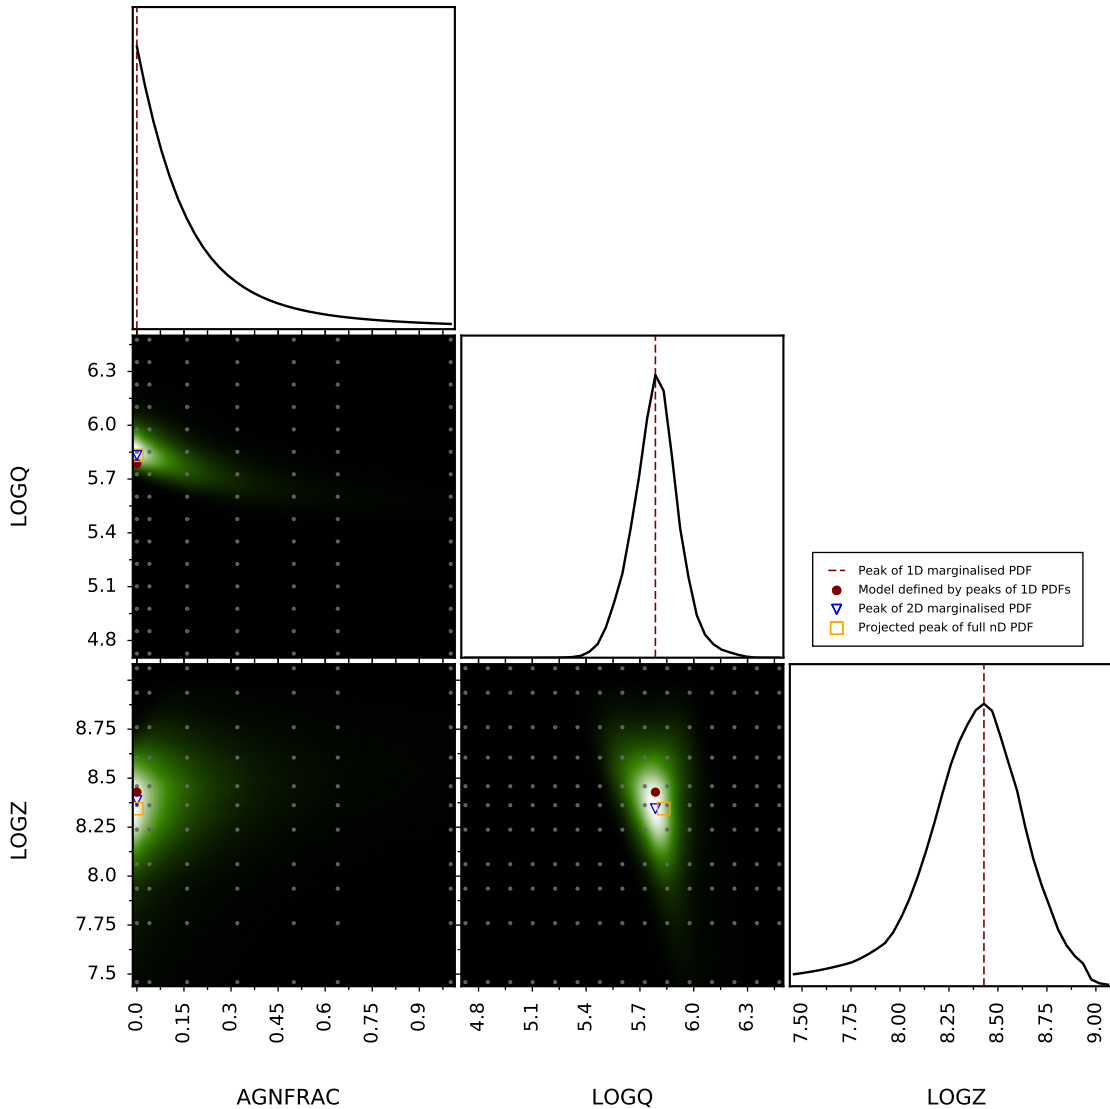 6.3
6.0
5.7
5.4
5.1
4.8
LOGQ
Peak of 1D marginalised PDF
Model defined by peaks of 1D PDFs
Peak of 2D marginalised PDF
Projected peak of full nD PDF
8.75
8.5
8.25
8.0
7.75
7.5
LOGZ
0.0 0.15 0.3 0.45 0.6 0.75 0.9
4.8 5.1 5.4 5.7 6.0 6.3
7.50 7.75 8.00 8.25 8.50 8.75 9.00
AGNFRAC LOGQ LOGZ